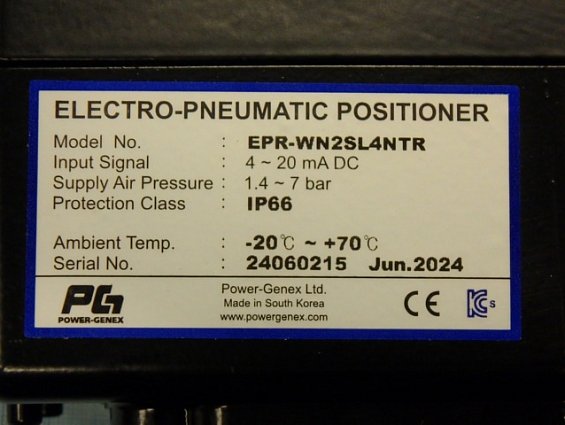 ELECTRO-PNEUMATIC POSITIONER
Model No. : EPR-WN2SL4NTR
Input Signal : 4 ~ 20 mA DC
Supply Air Pressure : 1.4 ~ 7 bar
Protection Class : IP66
Ambient Temp. : -20℃ ~ +70℃
Serial No. : 24060215 Jun.2024
PG
POWER-GENEX
Power-Genex Ltd.
Made in South Korea
www.powergenex.com
CE
KCs